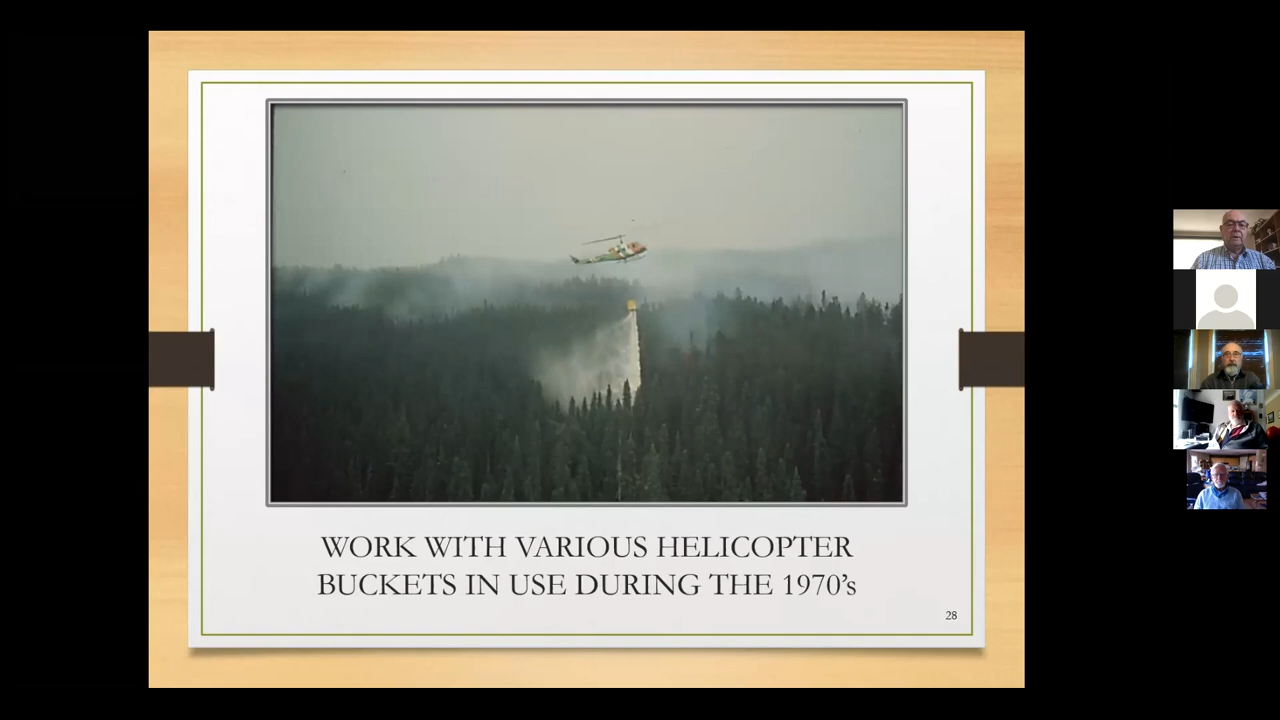 WORK WITH VARIOUS HELICOPTER
BUCKETS IN USE DURING THE 1970’s
28